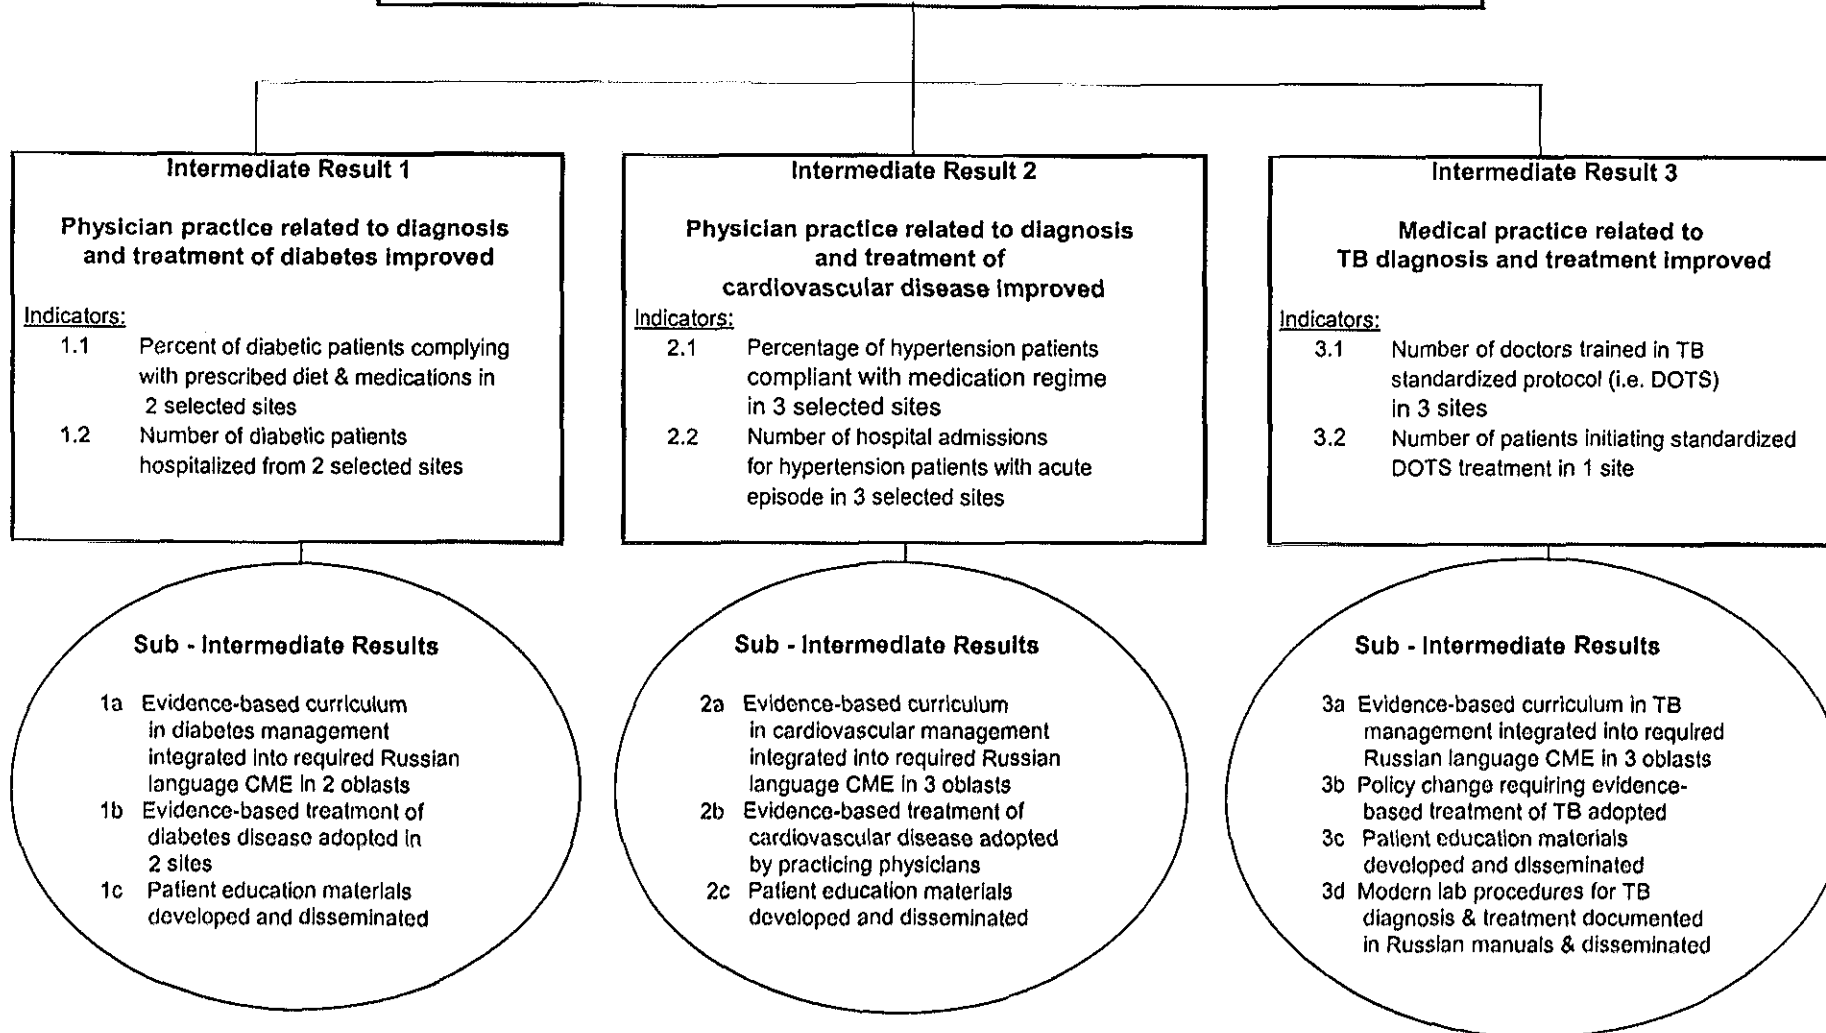 Intermediate Result 1
Physician practice related to diagnosis
and treatment of diabetes improved
Indicators:
1.1 Percent of diabetic patients complying
with prescribed diet & medications in
2 selected sites
1.2 Number of diabetic patients
hospitalized from 2 selected sites
Intermediate Result 2
Physician practice related to diagnosis
and treatment of
cardiovascular disease improved
Indicators:
2.1 Percentage of hypertension patients
compliant with medication regime
in 3 selected sites
2.2 Number of hospital admissions
for hypertension patients with acute
episode in 3 selected sites
Intermediate Result 3
Medical practice related to
TB diagnosis and treatment improved
Indicators:
3.1 Number of doctors trained in TB
standardized protocol (i.e. DOTS)
in 3 sites
3.2 Number of patients initiating standardized
DOTS treatment in 1 site
Sub - Intermediate Results
1a Evidence-based curriculum
in diabetes management
integrated into required Russian
language CME in 2 oblasts
1b Evidence-based treatment of
diabetes disease adopted in
2 sites
1c Patient education materials
developed and disseminated
Sub - Intermediate Results
2a Evidence-based curriculum
in cardiovascular management
integrated into required Russian
language CME in 3 oblasts
2b Evidence-based treatment of
cardiovascular disease adopted
by practicing physicians
2c Patient education materials
developed and disseminated
Sub - Intermediate Results
3a Evidence-based curriculum in TB
management integrated into required
Russian language CME in 3 oblasts
3b Policy change requiring evidence-
based treatment of TB adopted
3c Patient education materials
developed and disseminated
3d Modern lab procedures for TB
diagnosis & treatment documented
in Russian manuals & disseminated